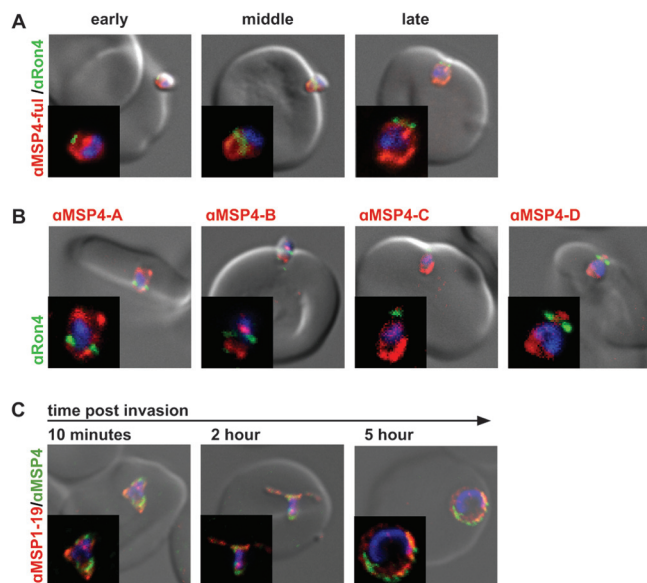 A
early middle late
αMSP4-ful /αRon4
B
αMSP4-A αMSP4-B αMSP4-C αMSP4-D
αRon4
C
time post invasion
10 minutes 2 hour 5 hour
αMSP1-19/αMSP4